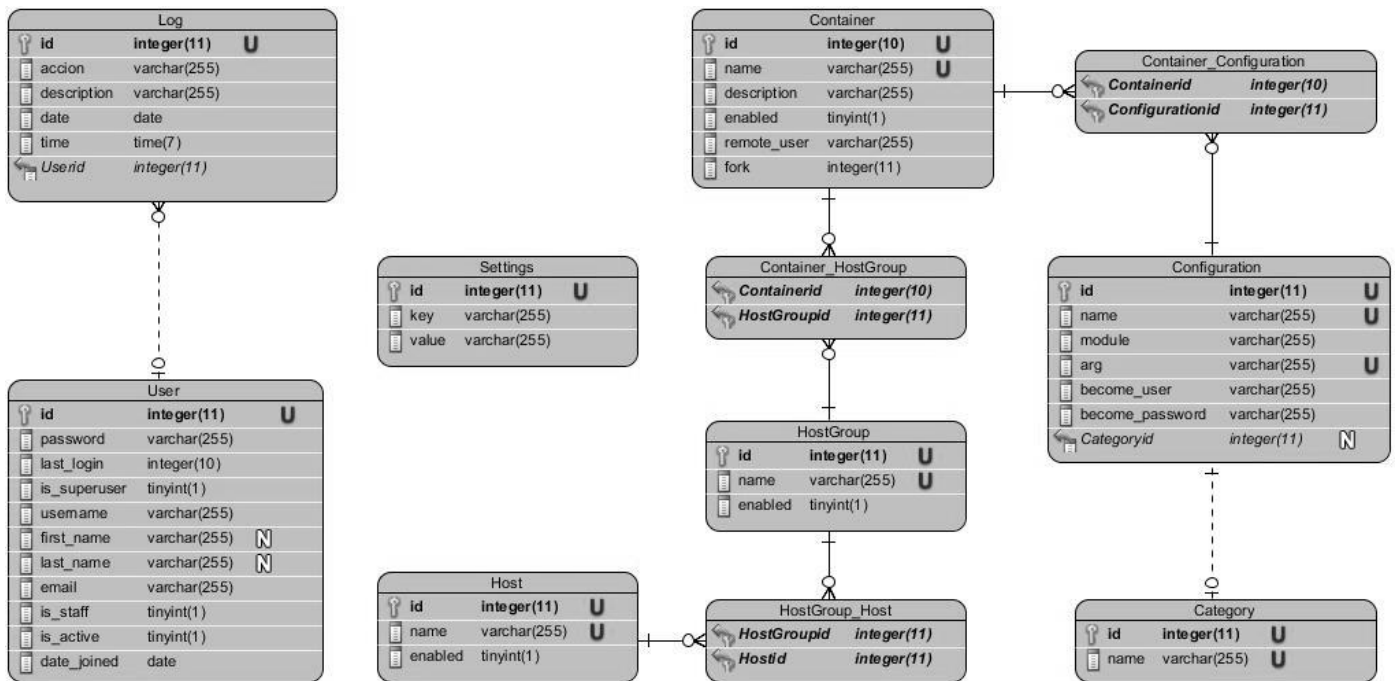 Log
id integer(11) U
accion varchar(255)
description varchar(255)
date date
time time(7)
Userid integer(11)
User
id integer(11) U
password varchar(255)
last_login integer(10)
is_superuser tinyint(1)
username varchar(255)
first_name varchar(255) N
last_name varchar(255) N
email varchar(255)
is_staff tinyint(1)
is_active tinyint(1)
date_joined date
Settings
id integer(11) U
key varchar(255)
value varchar(255)
Host
id integer(11) U
name varchar(255) U
enabled tinyint(1)
Container
id integer(10) U
name varchar(255) U
description varchar(255)
enabled tinyint(1)
remote_user varchar(255)
fork integer(11)
Container_HostGroup
Containerid integer(10)
HostGroupid integer(11)
HostGroup
id integer(11) U
name varchar(255) U
enabled tinyint(1)
HostGroup_Host
HostGroupid integer(11)
Hostid integer(11)
Container_Configuration
Containerid integer(10)
Configurationid integer(11)
Configuration
id integer(11) U
name varchar(255) U
module varchar(255)
arg varchar(255) U
become_user varchar(255)
become_password varchar(255)
Categoryid integer(11) N
Category
id integer(11) U
name varchar(255) U